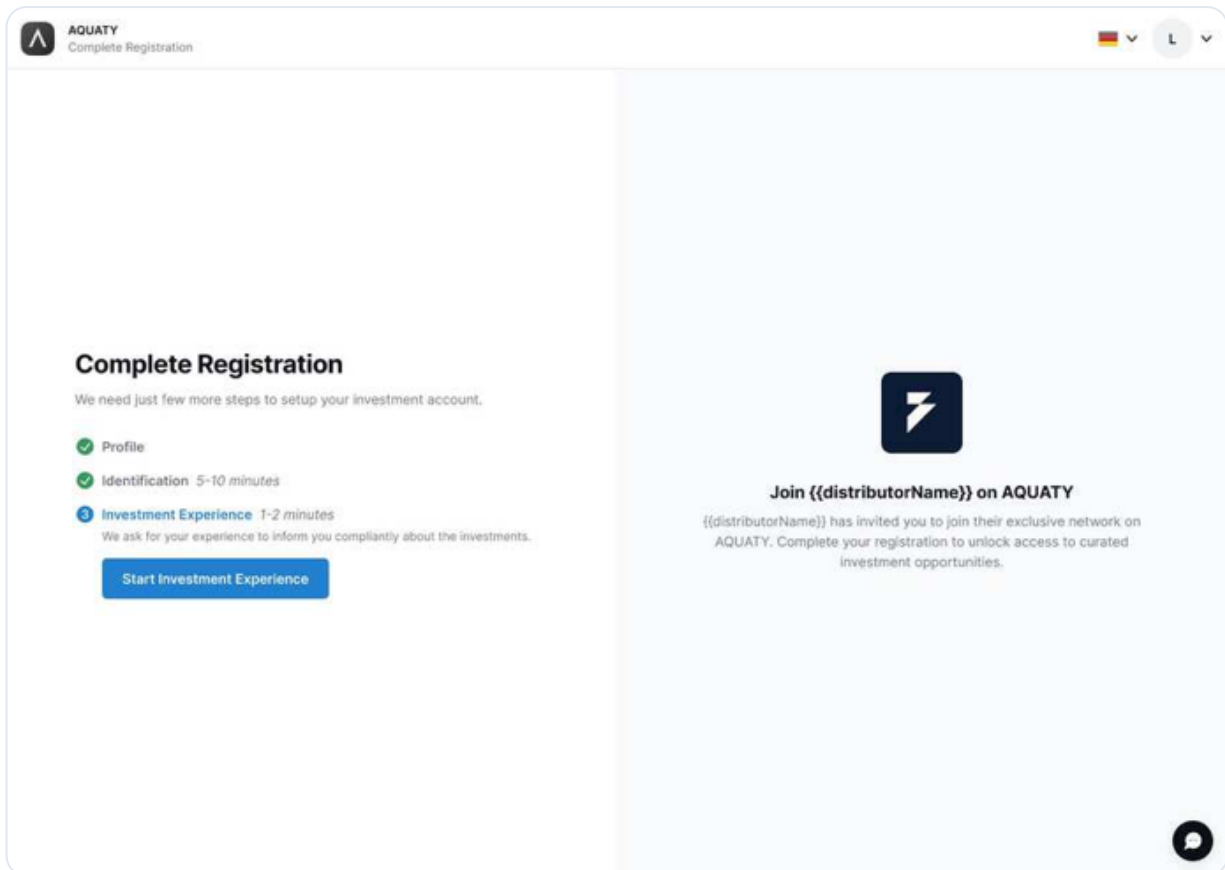 AQUATY
Complete Registration
L
Complete Registration
We need just few more steps to setup your investment account.
Profile
Identification 5-10 minutes
3 Investment Experience 1-2 minutes
We ask for your experience to inform you compliantly about the investments.
Start Investment Experience
Join {{distributorName}} on AQUATY
{{distributorName}} has invited you to join their exclusive network on
AQUATY. Complete your registration to unlock access to curated
investment opportunities.